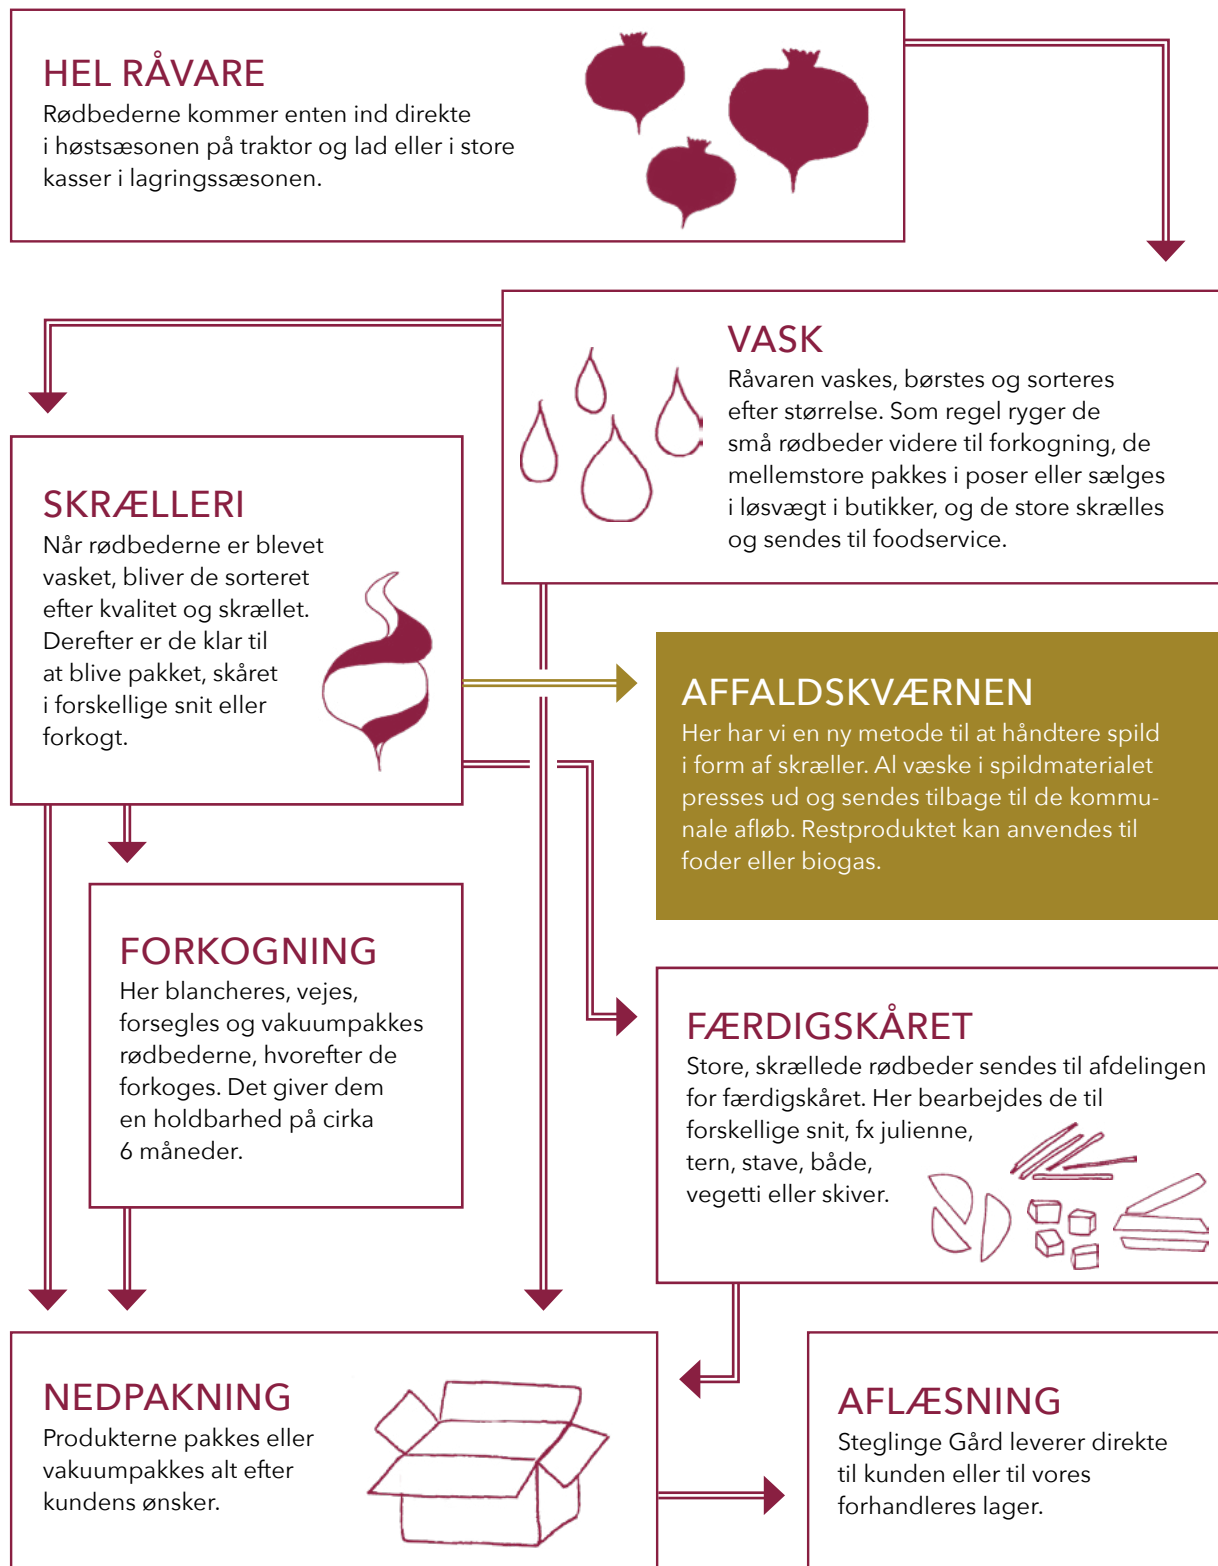 HEL RÅVARE
Rødbederne kommer enten ind direkte
i høstsæsonen på traktor og lad eller i store
kasser i lagringssæsonen.
VASK
Råvaren vaskes, børstes og sorteres
efter størrelse. Som regel ryger de
små rødbeder videre til forkogning, de
mellemstore pakkes i poser eller sælges
i løsvægt i butikker, og de store skrælles
og sendes til foodservice.
SKRÆLLERI
Når rødbederne er blevet
vasket, bliver de sorteret
efter kvalitet og skrællet.
Derefter er de klar til
at blive pakket, skåret
i forskellige snit eller
forkogt.
AFFALDSKVÆRNEN
Her har vi en ny metode til at håndtere spild
i form af skræller. Al væske i spildmaterialet
presses ud og sendes tilbage til de kommu-
nale afløb. Restproduktet kan anvendes til
foder eller biogas.
FORKOGNING
Her blancheres, vejes,
forsegles og vakuumpakkes
rødbederne, hvorefter de
forkoges. Det giver dem
en holdbarhed på cirka
6 måneder.
FÆRDIGSKÅRET
Store, skrællede rødbeder sendes til afdelingen
for færdigskåret. Her bearbejdes de til
forskellige snit, fx julienne,
tern, stave, både,
vegetti eller skiver.
NEDPAKNING
Produkterne pakkes eller
vakuumpakkes alt efter
kundens ønsker.
AFLÆSNING
Steglinge Gård leverer direkte
til kunden eller til vores
forhandleres lager.